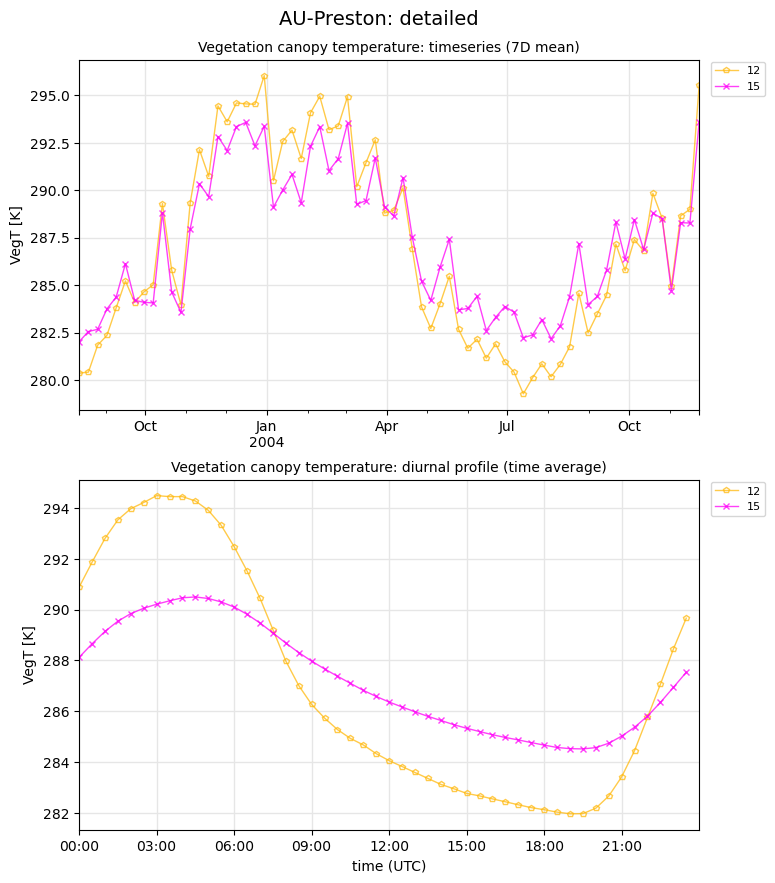 AU-Preston: detailed
Vegetation canopy temperature: timeseries (7D mean)
12
15
295.0
292.5
290.0
287.5
285.0
282.5
280.0
VegT [K]
Oct
Jan
2004
Apr
Jul
Oct
Vegetation canopy temperature: diurnal profile (time average)
12
15
294
292
290
288
286
284
282
VegT [K]
00:00
03:00
06:00
09:00
12:00
15:00
18:00
21:00
time (UTC)